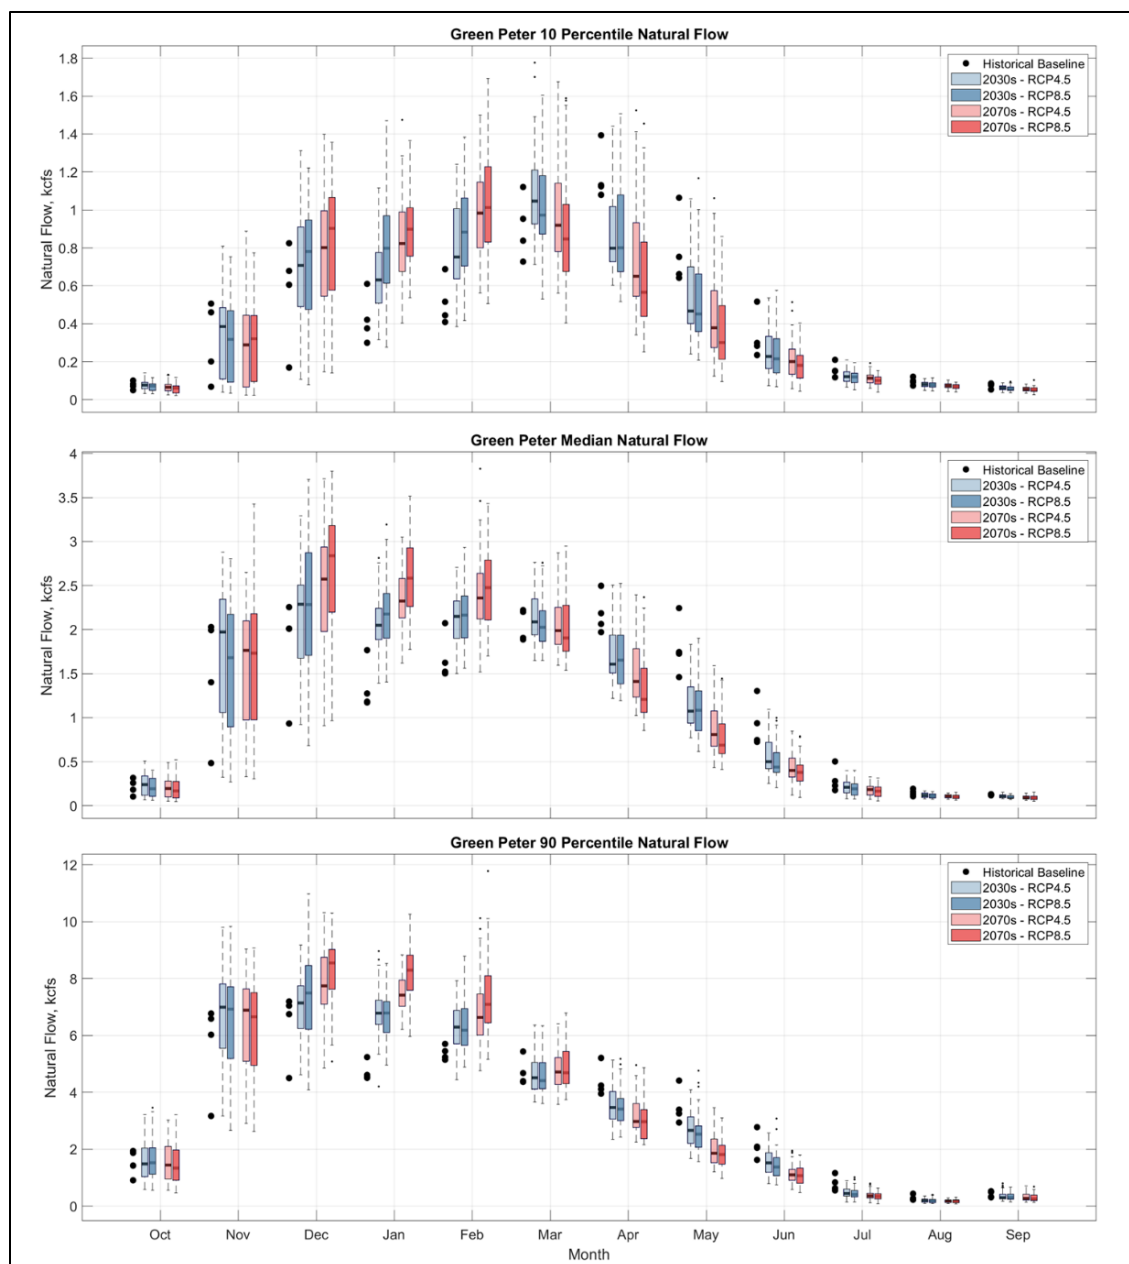 Green Peter 10 Percentile Natural Flow
Natural Flow, kcfs
1.8
1.6
1.4
1.2
1
0.8
0.6
0.4
0.2
0
Historical Baseline
2030s - RCP4.5
2030s - RCP8.5
2070s - RCP4.5
2070s - RCP8.5
Green Peter Median Natural Flow
Natural Flow, kcfs
4
3.5
3
2.5
2
1.5
1
0.5
0
Historical Baseline
2030s - RCP4.5
2030s - RCP8.5
2070s - RCP4.5
2070s - RCP8.5
Green Peter 90 Percentile Natural Flow
Natural Flow, kcfs
12
10
8
6
4
2
0
Historical Baseline
2030s - RCP4.5
2030s - RCP8.5
2070s - RCP4.5
2070s - RCP8.5
Oct Nov Dec Jan Feb Mar Apr May Jun Jul Aug Sep
Month